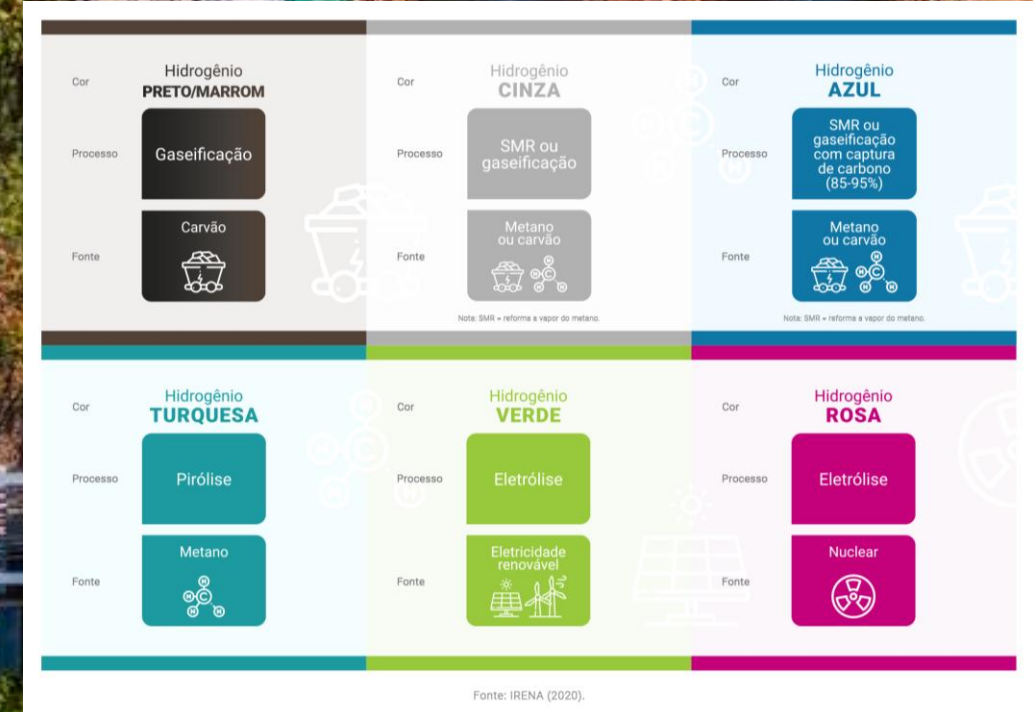 Cor
Hidrogênio
PRETO/MARROM
Processo
Gaseificação
Fonte
Carvão
Cor
Hidrogênio
CINZA
Processo
SMR ou
gaseificação
Fonte
Metano
ou carvão
Nota: SMR = reforma a vapor do metano.
Cor
Hidrogênio
AZUL
Processo
SMR ou
gaseificação
com captura
de carbono
(85-95%)
Fonte
Metano
ou carvão
Nota: SMR = reforma a vapor do metano.
Cor
Hidrogênio
TURQUESA
Processo
Pirólise
Fonte
Metano
Cor
Hidrogênio
VERDE
Processo
Eletrólise
Fonte
Eletricidade
renovável
Cor
Hidrogênio
ROSA
Processo
Eletrólise
Fonte
Nuclear
Fonte: IRENA (2020).